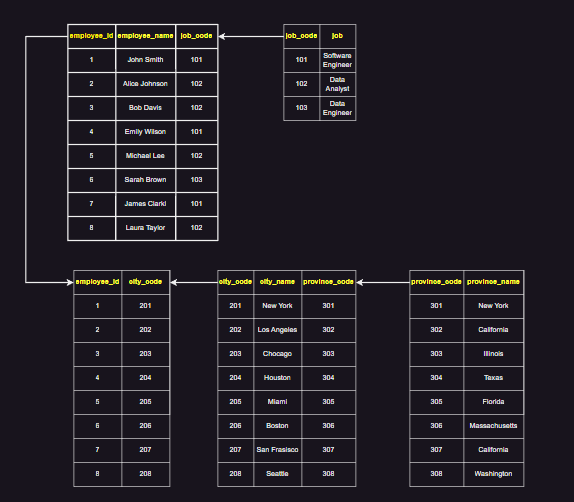 employee_id employee_name job_code
1 John Smith 101
2 Alice Johnson 102
3 Bob Davis 102
4 Emily Wilson 101
5 Michael Lee 102
6 Sarah Brown 103
7 James Clarkl 101
8 Laura Taylor 102
job_code job
101 Software
Engineer
102 Data
Analyst
103 Data
Engineer
employee_id city_code
1 201
2 202
3 203
4 204
5 205
6 206
7 207
8 208
city_code city_name province_code
201 New York 301
202 Los Angeles 302
203 Chocago 303
204 Houston 304
205 Miami 305
206 Boston 306
207 San Frasisco 307
208 Seattle 308
province_code province_name
301 New York
302 California
303 Illinois
304 Texas
305 Florida
306 Massachusetts
307 California
308 Washington